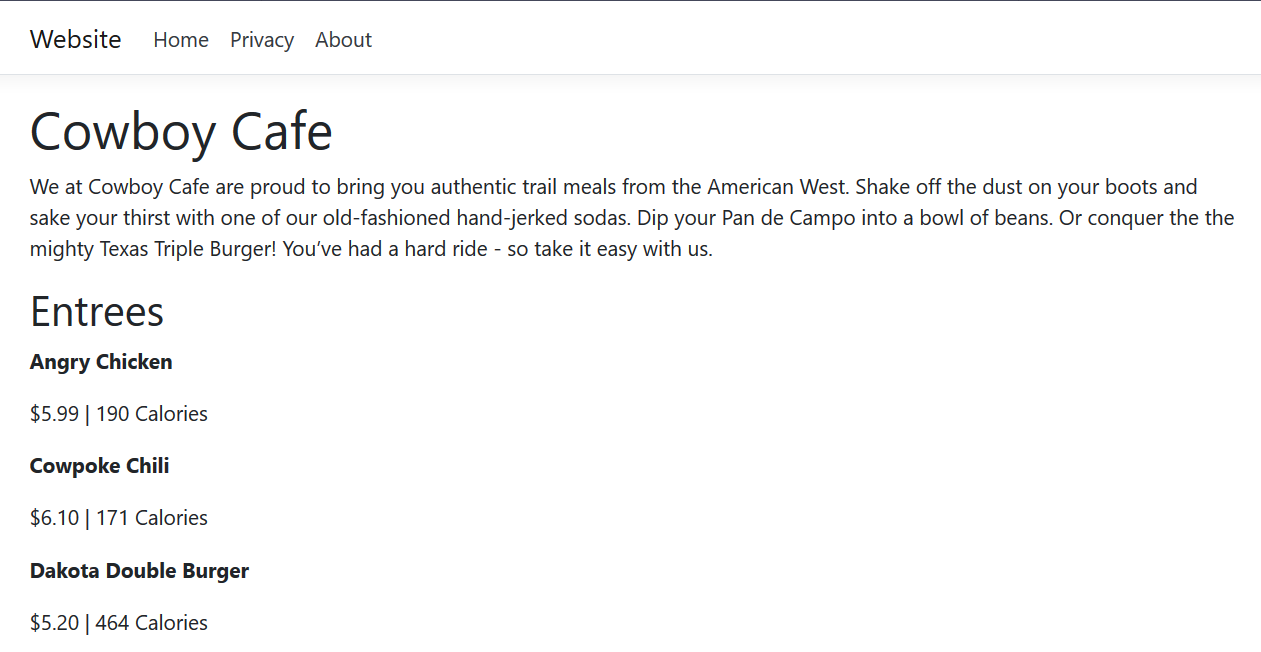 Website Home Privacy About
Cowboy Cafe
We at Cowboy Cafe are proud to bring you authentic trail meals from the American West. Shake off the dust on your boots and
sake your thirst with one of our old-fashioned hand-jerked sodas. Dip your Pan de Campo into a bowl of beans. Or conquer the the
mighty Texas Triple Burger! You’ve had a hard ride - so take it easy with us.
Entrees
Angry Chicken
$5.99 | 190 Calories
Cowpoke Chili
$6.10 | 171 Calories
Dakota Double Burger
$5.20 | 464 Calories